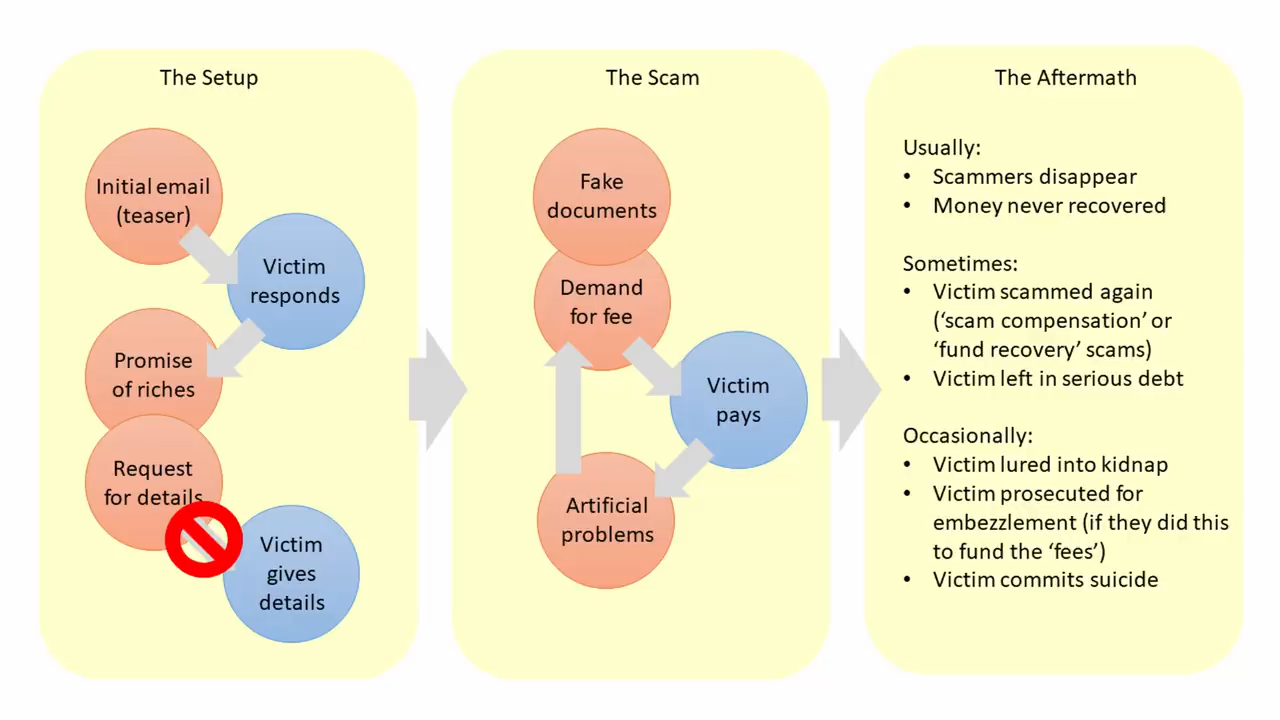 The Setup
Initial email
(teaser)
Victim
responds
Promise
of riches
Request
for details
Victim
gives
details
The Scam
Fake
documents
Demand
for fee
Victim
pays
Artificial
problems
The Aftermath
Usually:
• Scammers disappear
• Money never recovered
Sometimes:
• Victim scammed again
(‘scam compensation’ or
‘fund recovery’ scams)
• Victim left in serious debt
Occasionally:
• Victim lured into kidnap
• Victim prosecuted for
embezzlement (if they did this
to fund the ‘fees’)
• Victim commits suicide